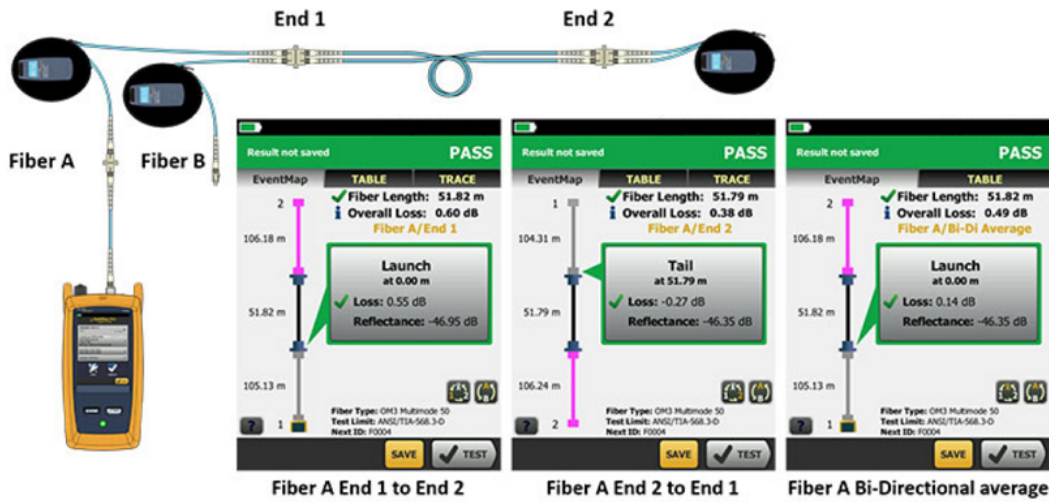 End 1
End 2
Fiber A
Fiber B
Result not saved
PASS
EventMap
TABLE
TRACE
2
106.18 m
51.82 m
105.13 m
1
Fiber Length: 51.82 m
Overall Loss: 0.60 dB
Fiber A/End 1
Launch
at 0.00 m
Loss: 0.55 dB
Reflectance: -46.95 dB
Fiber Type: OM3 Multimode 50
Test Limit: ANSI/TIA-568.3-D
Next ID: F0004
?
SAVE
TEST
Fiber A End 1 to End 2
Result not saved
PASS
EventMap
TABLE
TRACE
1
104.31 m
51.79 m
106.24 m
2
Fiber Length: 51.79 m
Overall Loss: 0.38 dB
Fiber A/End 2
Tail
at 51.79 m
Loss: -0.27 dB
Reflectance: -46.35 dB
Fiber Type: OM3 Multimode 50
Test Limit: ANSI/TIA-568.3-D
Next ID: F0004
?
SAVE
TEST
Fiber A End 2 to End 1
Result not saved
PASS
EventMap
TABLE
TRACE
2
106.18 m
51.82 m
105.13 m
1
Fiber Length: 51.82 m
Overall Loss: 0.49 dB
Fiber A/Bi-Di Average
Launch
at 0.00 m
Loss: 0.14 dB
Reflectance: -46.35 dB
Fiber Type: OM3 Multimode 50
Test Limit: ANSI/TIA-568.3-D
Next ID: F0004
?
SAVE
TEST
Fiber A Bi-Directional average